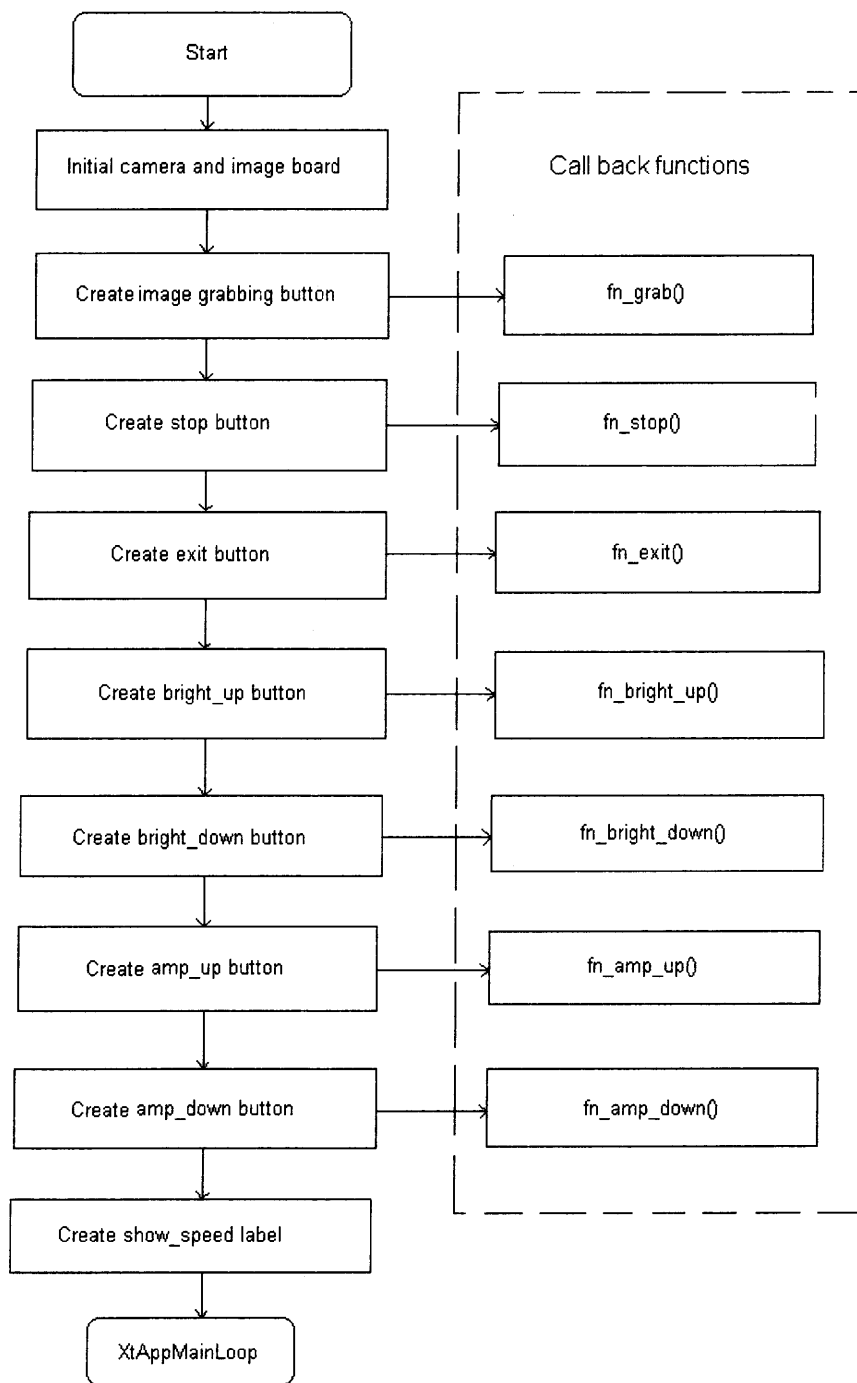 Start
Initial camera and image board
Call back functions
Create image grabbing button
fn_grab()
Create stop button
fn_stop()
Create exit button
fn_exit()
Create bright_up button
fn_bright_up()
Create bright_down button
fn_bright_down()
Create amp_up button
fn_amp_up()
Create amp_down button
fn_amp_down()
Create show_speed label
XtAppMainLoop